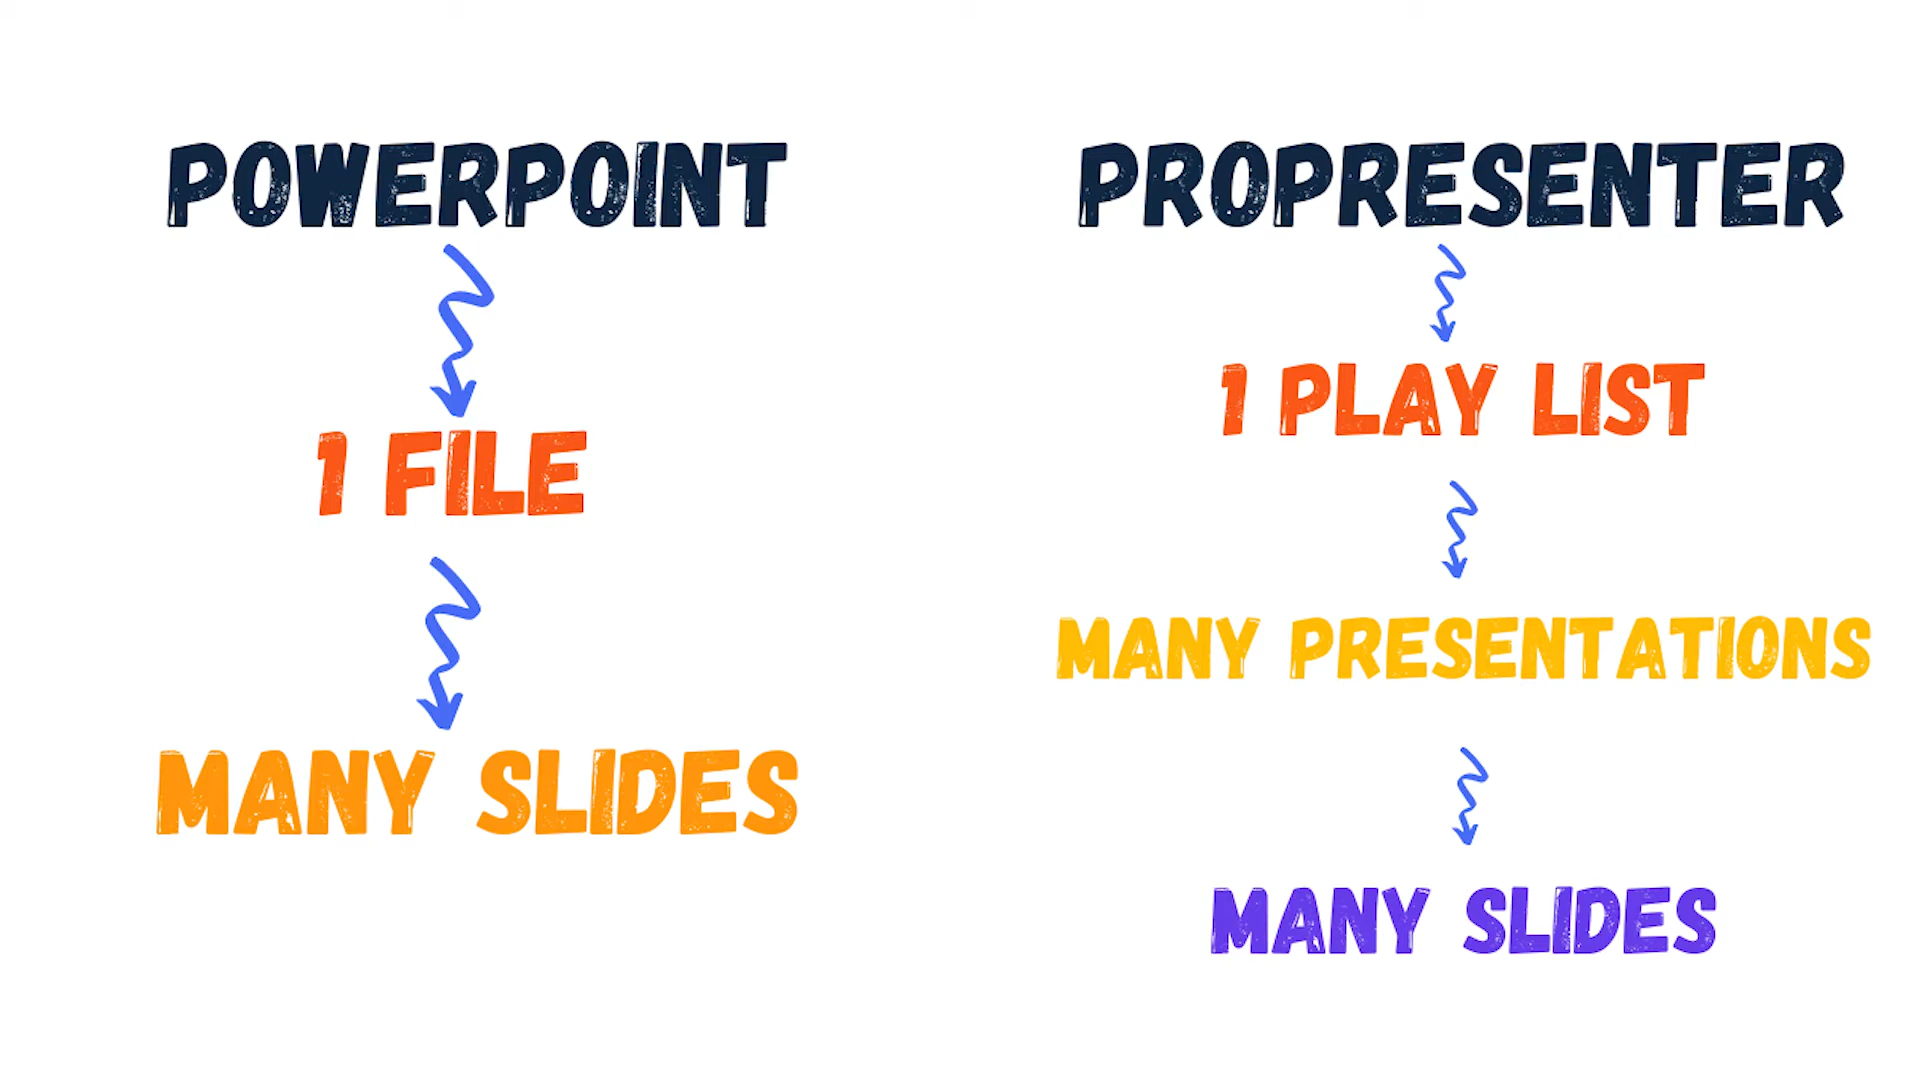 POWERPOINT
1 FILE
MANY SLIDES
PROPRESENTER
1 PLAY LIST
MANY PRESENTATIONS
MANY SLIDES